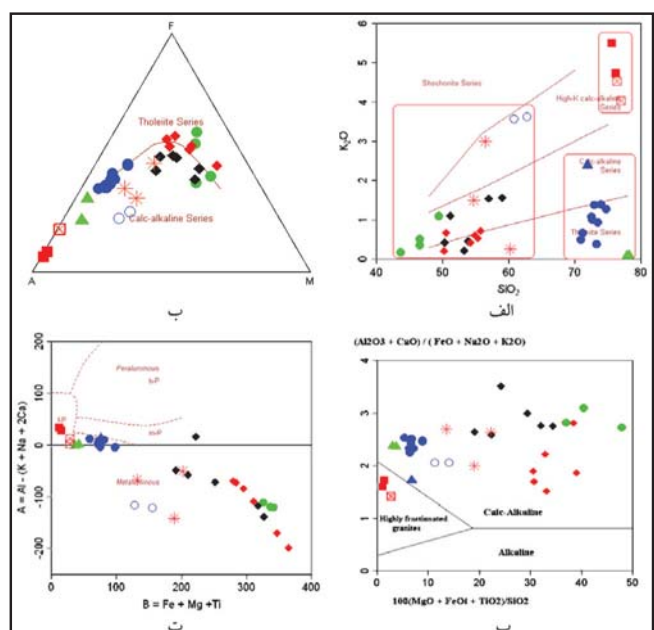 F
Tholeiite Series
Calc-alkaline Series
A
M
ب
6
5
4
3
2
1
0
K2O
Shoshonite Series
High-K calc-alkaline
Series
Calc-alkaline
Series
Tholeiite Series
40
50
60
70
80
SiO2
الف
200
100
0
-100
-200
A = Al - (K + Na + 2Ca)
Peraluminous
Metaluminous
0
100
200
300
400
B = Fe + Mg +Ti
ت
(Al2O3 + CaO) / ( FeO + Na2O + K2O)
4
3
2
1
0
Highly fractionated
granites
Calc-Alkaline
Alkaline
0
10
20
30
40
50
100(MgO + FeOt + TiO2)/SiO2